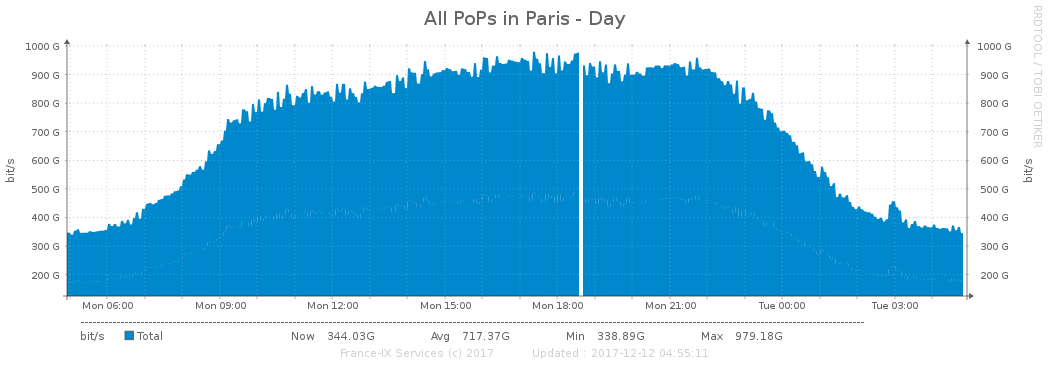 All PoPs in Paris - Day
RRDTOOL / TOBI OETIKER
bit/s
1000 G
900 G
800 G
700 G
600 G
500 G
400 G
300 G
200 G
1000 G
900 G
800 G
700 G
600 G
500 G
400 G
300 G
200 G
bit/s
Mon 06:00 Mon 09:00 Mon 12:00 Mon 15:00 Mon 18:00 Mon 21:00 Tue 00:00 Tue 03:00
bit/s Total Now 344.03G Avg 717.37G Min 338.89G Max 979.18G
France-IX Services (c) 2017 Updated : 2017-12-12 04:55:11